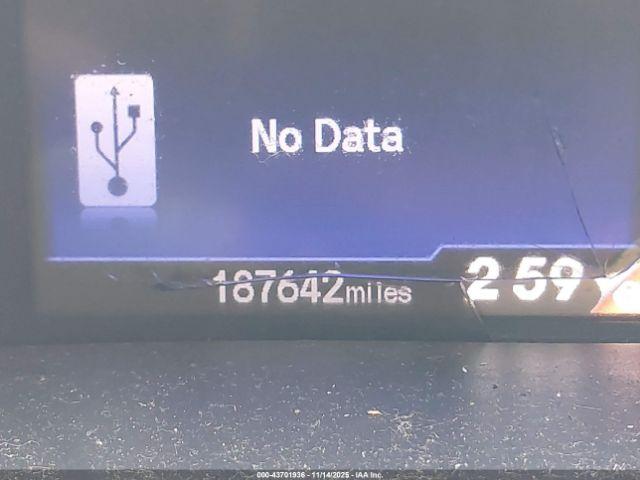 No Data
187642miles
2 59
000-43701936 - 11/14/2025 - IAA Inc.